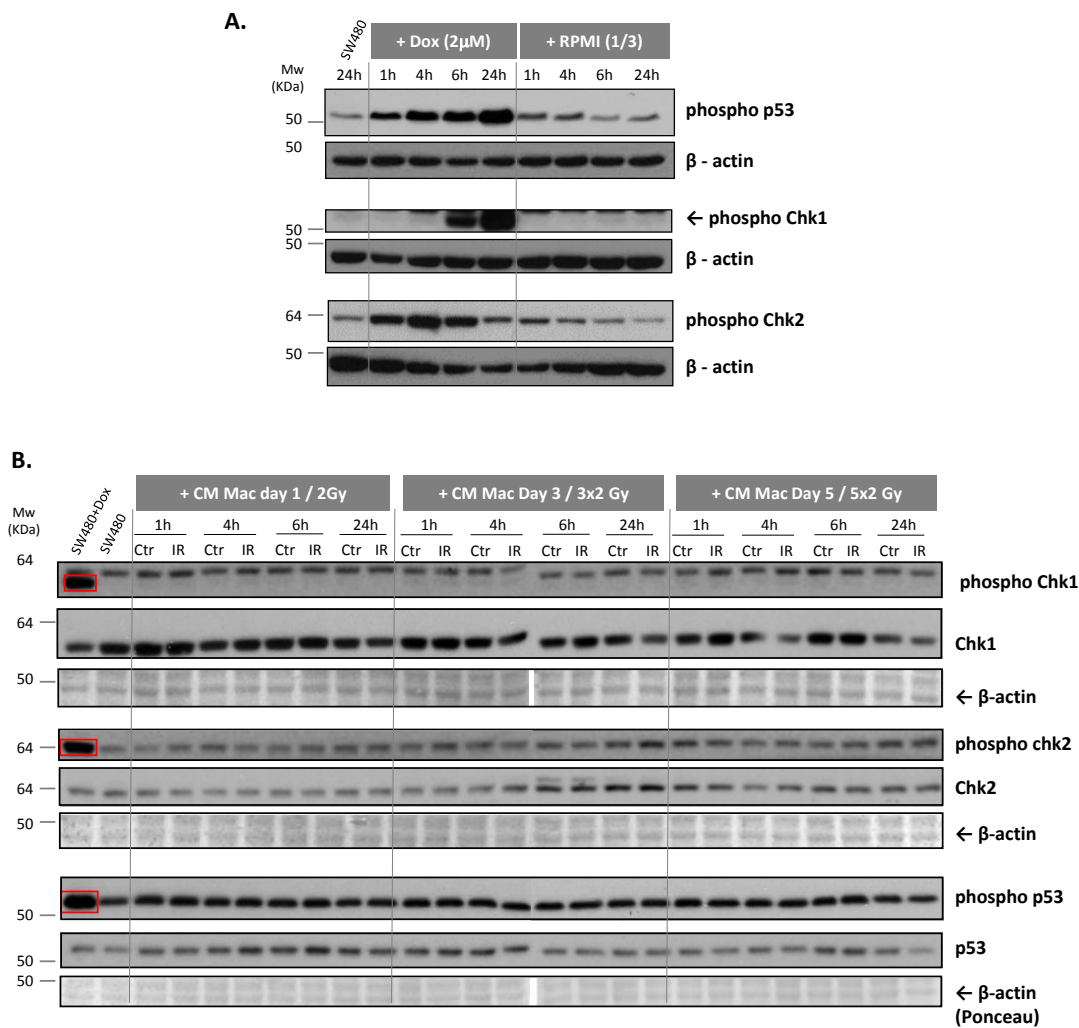 A.
SW480
+ Dox (2μM) + RPMI (1/3)
Mw
(KDa)
24h 1h 4h 6h 24h 1h 4h 6h 24h
50 phospho p53
50 β - actin
50 ← phospho Chk1
50 β - actin
64 phospho Chk2
50 β - actin
B.
SW480+Dox SW480
+ CM Mac day 1 / 2Gy + CM Mac Day 3 / 3x2 Gy + CM Mac Day 5 / 5x2 Gy
Mw
(KDa)
1h 4h 6h 24h 1h 4h 6h 24h 1h 4h 6h 24h
Ctr IR Ctr IR Ctr IR Ctr IR Ctr IR Ctr IR Ctr IR Ctr IR Ctr IR Ctr IR Ctr IR Ctr IR
64 phospho Chk1
64 Chk1
50 ← β-actin
64 phospho chk2
64 Chk2
50 ← β-actin
50 phospho p53
50 p53
50 ← β-actin
(Ponceau)